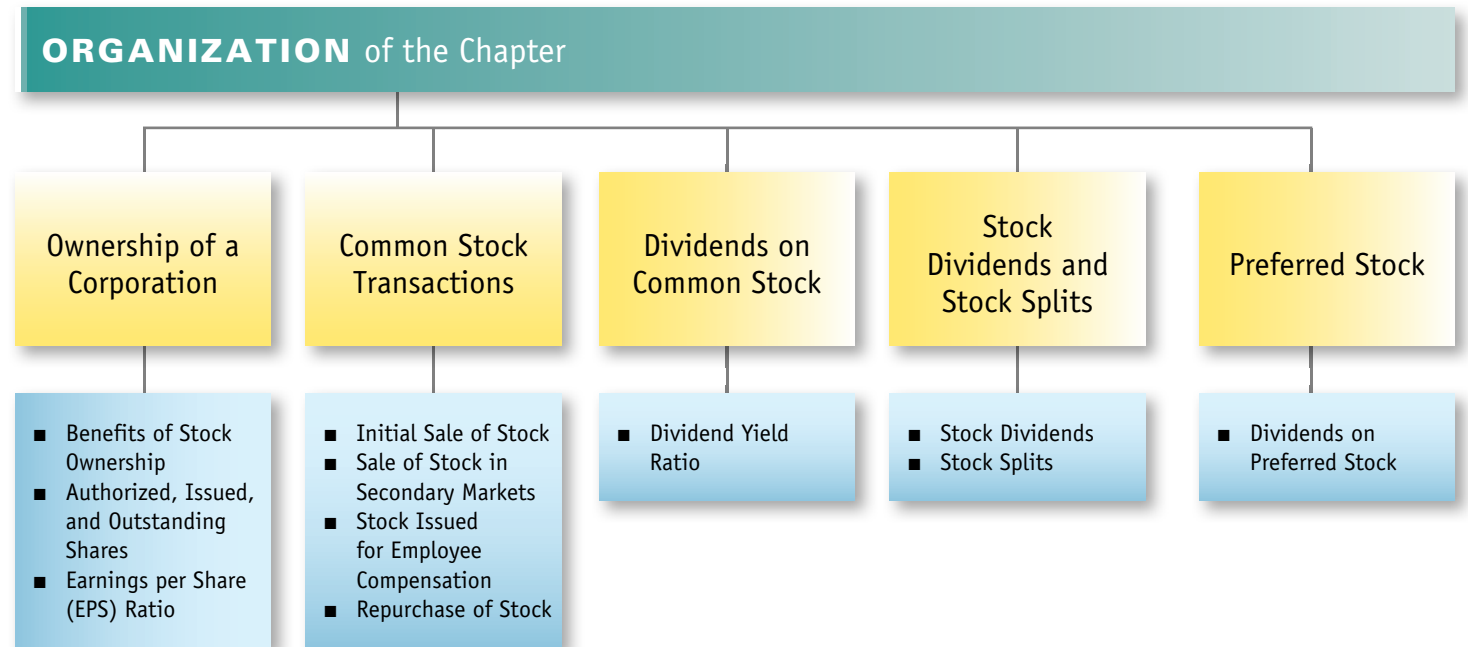 ORGANIZATION of the Chapter
Ownership of a
Corporation
■ Benefits of Stock
Ownership
■ Authorized, Issued,
and Outstanding
Shares
■ Earnings per Share
(EPS) Ratio
Common Stock
Transactions
■ Initial Sale of Stock
■ Sale of Stock in
Secondary Markets
■ Stock Issued
for Employee
Compensation
■ Repurchase of Stock
Dividends on
Common Stock
■ Dividend Yield
Ratio
Stock
Dividends and
Stock Splits
■ Stock Dividends
■ Stock Splits
Preferred Stock
■ Dividends on
Preferred Stock